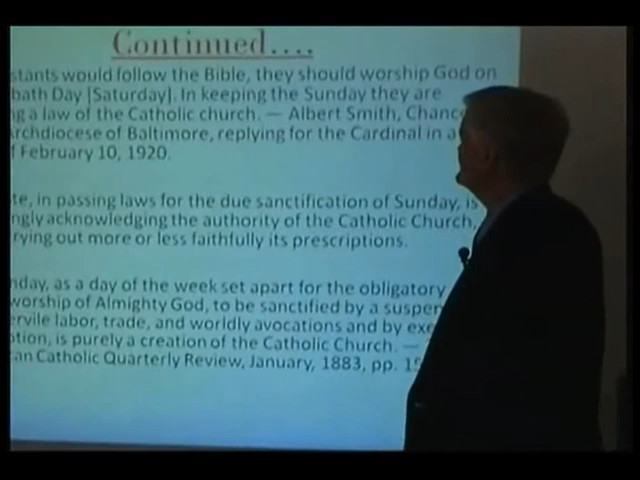 Continued....
stants would follow the Bible, they should worship God on
bath Day [Saturday]. In keeping the Sunday they are
ng a law of the Catholic church. — Albert Smith, Chance
Archdiocese of Baltimore, replying for the Cardinal in a
f February 10, 1920.
te, in passing laws for the due sanctification of Sunday, is
ngly acknowledging the authority of the Catholic Church,
rying out more or less faithfully its prescriptions.
nday, as a day of the week set apart for the obligatory
worship of Almighty God, to be sanctified by a suspen
ervile labor, trade, and worldly avocations and by exe
tion, is purely a creation of the Catholic Church. —
an Catholic Quarterly Review, January, 1883, pp. 15